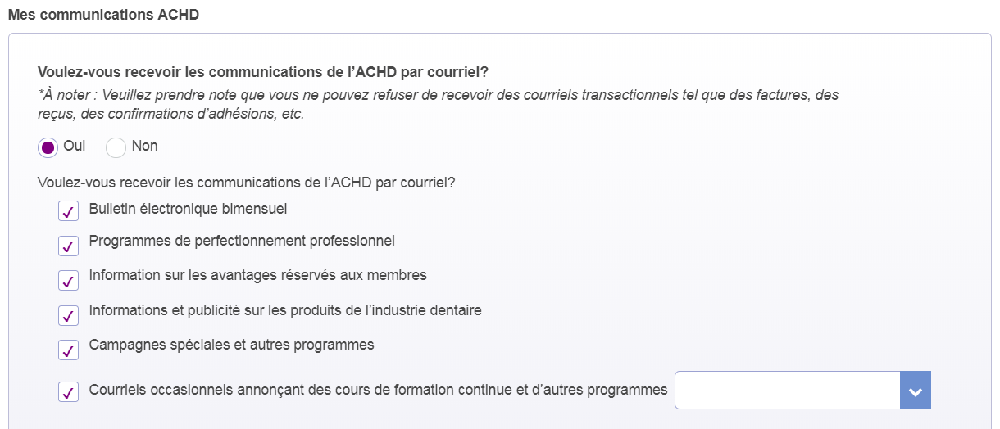 Mes communications ACHD
Voulez-vous recevoir les communications de l’ACHD par courriel?
*À noter : Veuillez prendre note que vous ne pouvez refuser de recevoir des courriels transactionnels tel que des factures, des
reçus, des confirmations d’adhésions, etc.
Oui Non
Voulez-vous recevoir les communications de l’ACHD par courriel?
Bulletin électronique bimensuel
Programmes de perfectionnement professionnel
Information sur les avantages réservés aux membres
Informations et publicité sur les produits de l’industrie dentaire
Campagnes spéciales et autres programmes
Courriels occasionnels annonçant des cours de formation continue et d’autres programmes